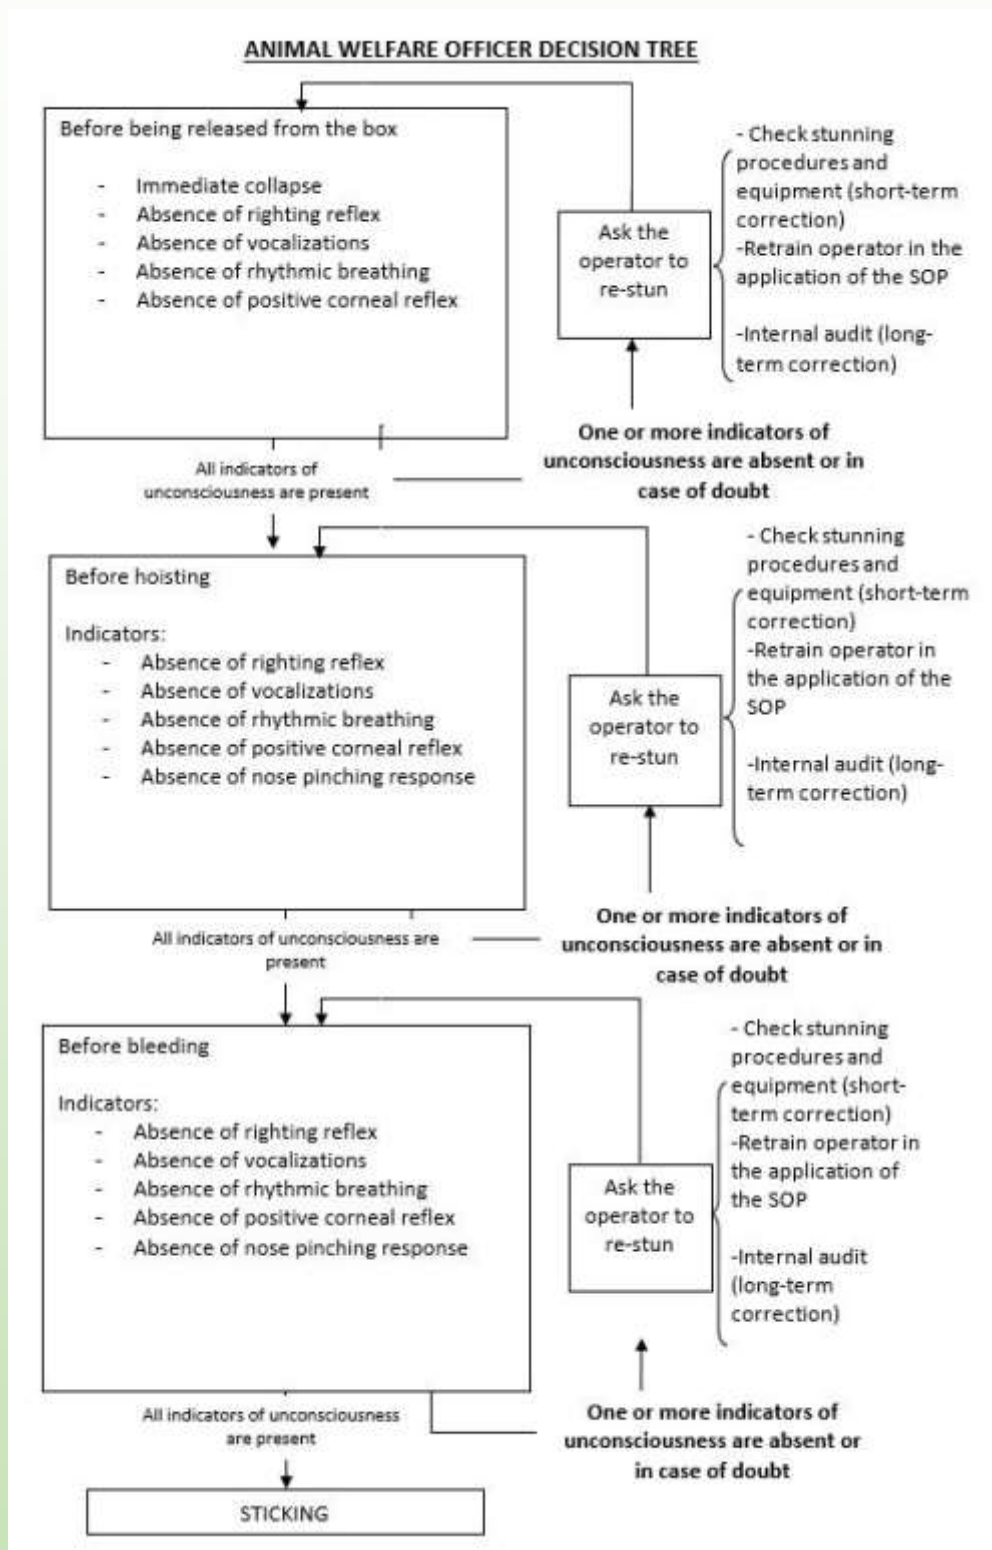 ANIMAL WELFARE OFFICER DECISION TREE
Before being released from the box
- Immediate collapse
- Absence of righting reflex
- Absence of vocalizations
- Absence of rhythmic breathing
- Absence of positive corneal reflex
Ask the
operator to
re-stun
- Check stunning
procedures and
equipment (short-term
correction)
-Retrain operator in the
application of the SOP
-Internal audit (long-
term correction)
All indicators of
unconsciousness are present
One or more indicators of
unconsciousness are absent or in
case of doubt
Before hoisting
Indicators:
- Absence of righting reflex
- Absence of vocalizations
- Absence of rhythmic breathing
- Absence of positive corneal reflex
- Absence of nose pinching response
Ask the
operator to
re-stun
- Check stunning
procedures and
equipment (short-term
correction)
-Retrain operator in
the application of the
SOP
-Internal audit (long-
term correction)
All indicators of unconsciousness are
present
One or more indicators of
unconsciousness are absent or in
case of doubt
Before bleeding
Indicators:
- Absence of righting reflex
- Absence of vocalizations
- Absence of rhythmic breathing
- Absence of positive corneal reflex
- Absence of nose pinching response
Ask the
operator to
re-stun
- Check stunning
procedures and
equipment (short-
term correction)
-Retrain operator in
the application of
the SOP
-Internal audit
(long-term
correction)
All indicators of unconsciousness
are present
One or more indicators of
unconsciousness are absent or
in case of doubt
STICKING